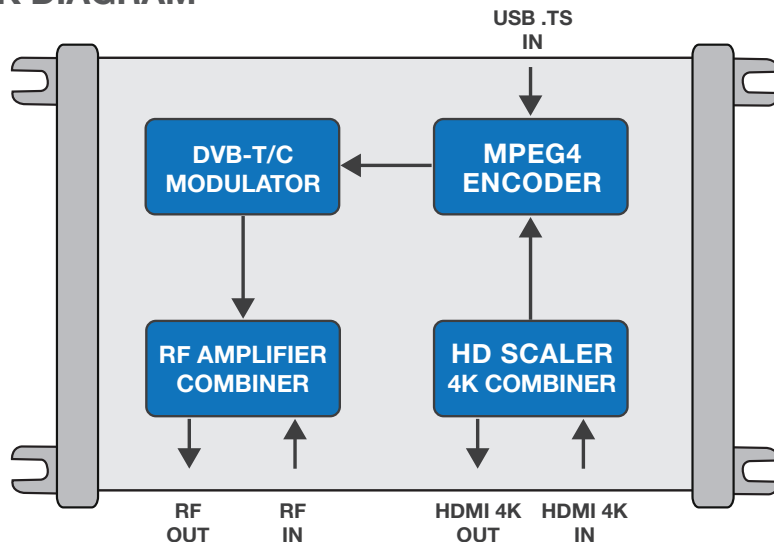 DIAGRAM
USB .TS
IN
DVB-T/C
MODULATOR
MPEG4
ENCODER
RF AMPLIFIER
COMBINER
HD SCALER
4K COMBINER
RF
OUT
RF
IN
HDMI 4K
OUT
HDMI 4K
IN